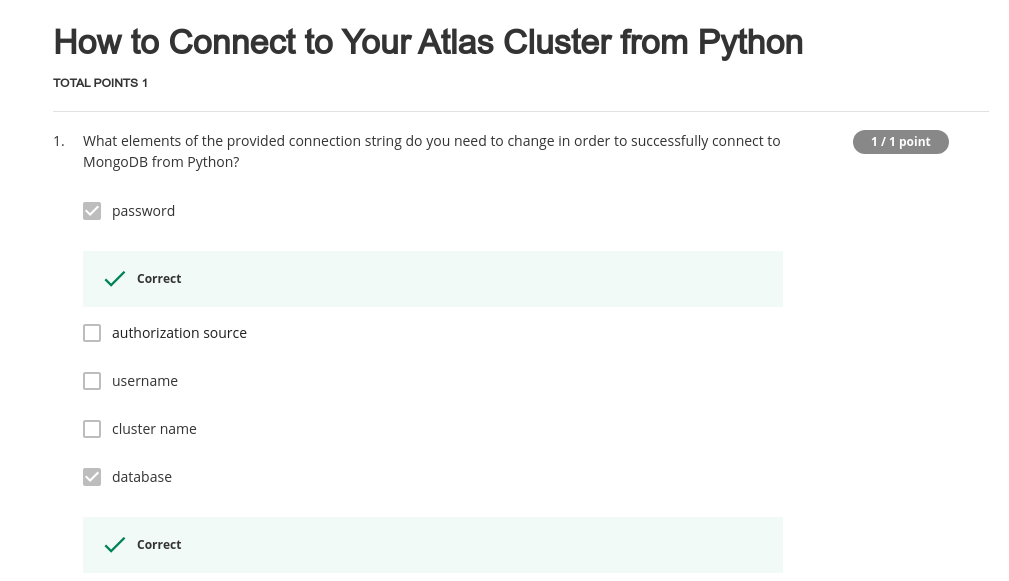 How to Connect to Your Atlas Cluster from Python
TOTAL POINTS 1
1. What elements of the provided connection string do you need to change in order to successfully connect to
MongoDB from Python?
1 / 1 point
password
Correct
authorization source
username
cluster name
database
Correct